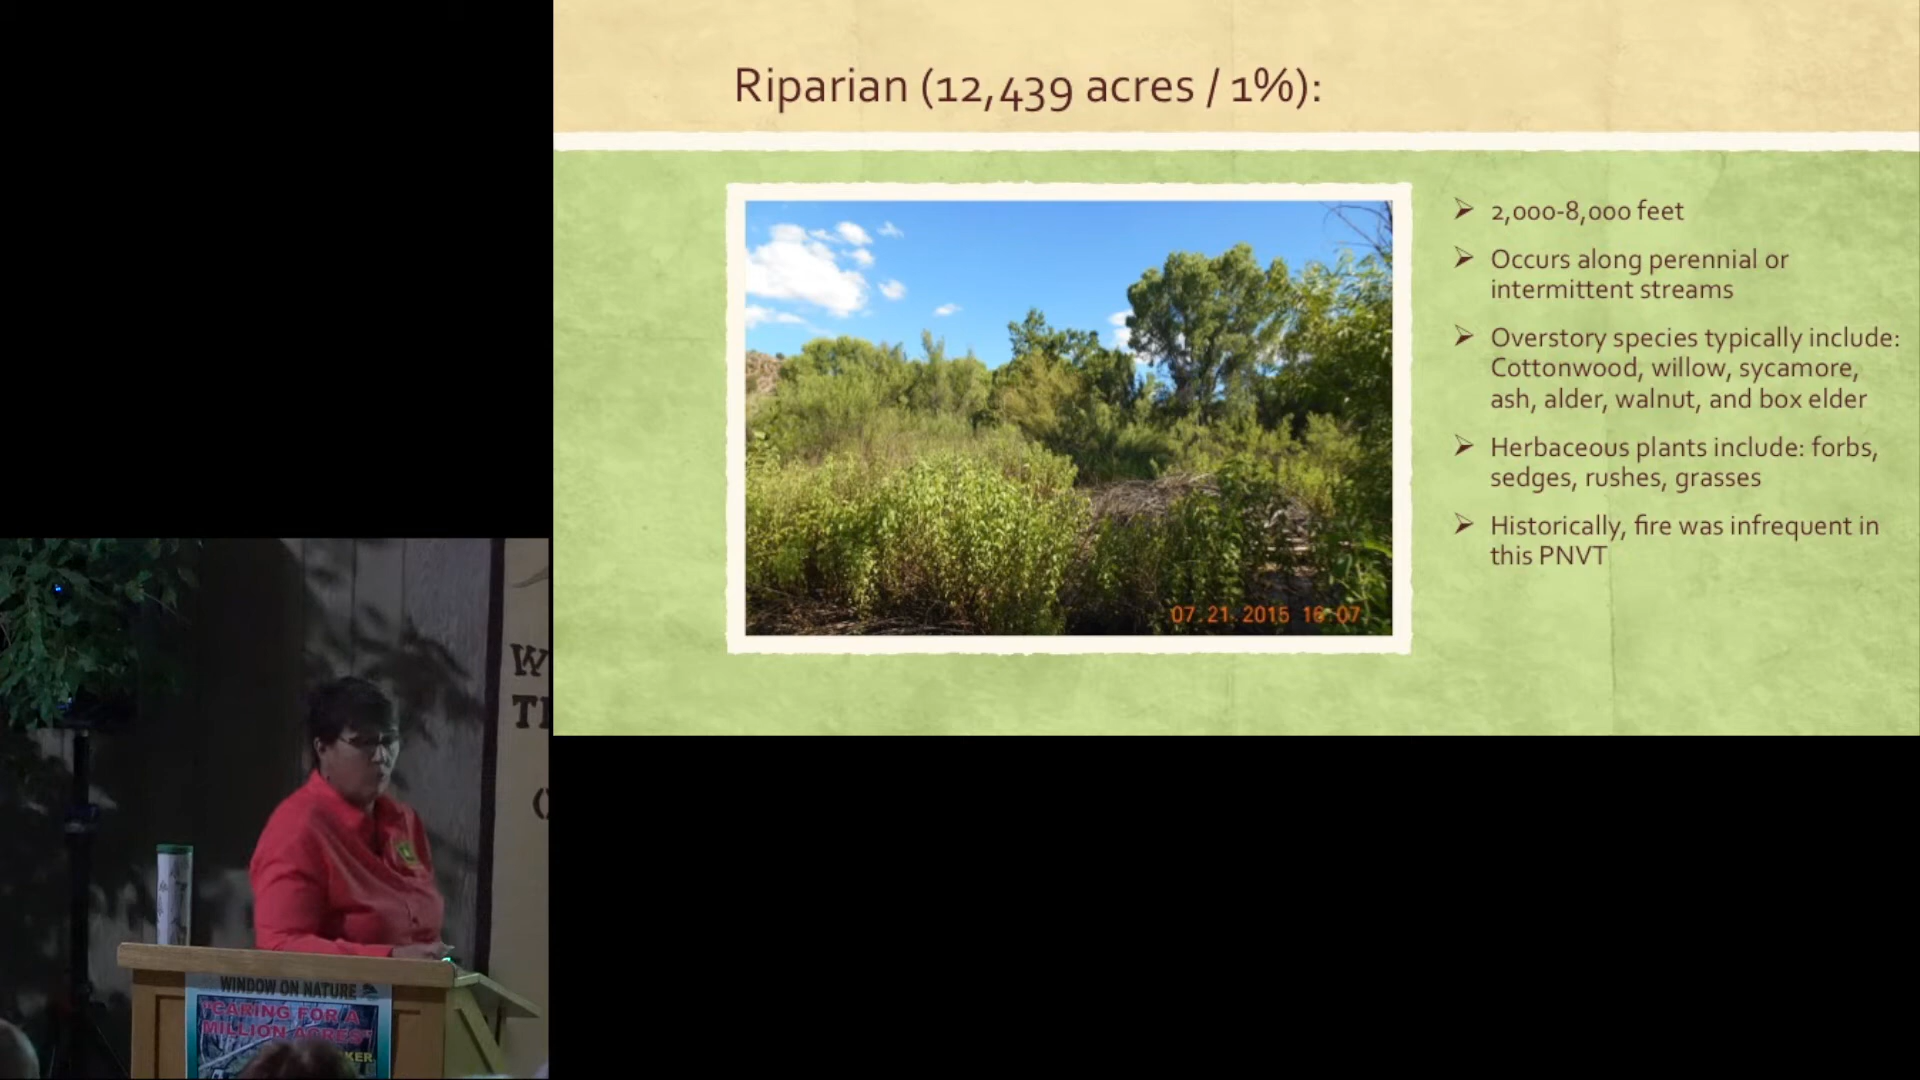 Riparian (12,439 acres / 1%):
2,000-8,000 feet
Occurs along perennial or
intermittent streams
Overstory species typically include:
Cottonwood, willow, sycamore,
ash, alder, walnut, and box elder
Herbaceous plants include: forbs,
sedges, rushes, grasses
Historically, fire was infrequent in
this PNVT
07.21.2015 16:07
WINDOW ON NATURE
"CARING FOR A
MILLION ACRES"